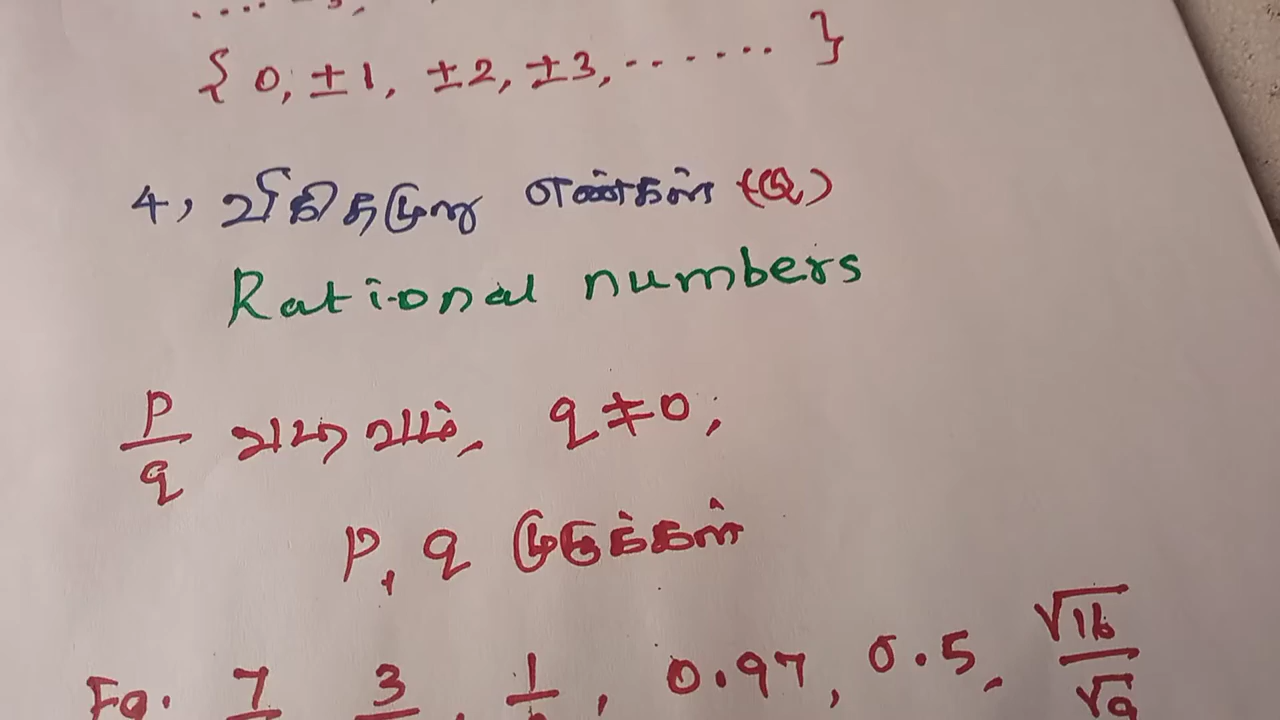 { 0, ±1, ±2, ±3, ....... }
4, விகிதமுறு எண்கள் (Q)
Rational numbers
p/q வடிவம், q ≠ 0,
P, q முழுக்கள்
Eg. 7 3 1 , 0.97, 0.5, √16/√9